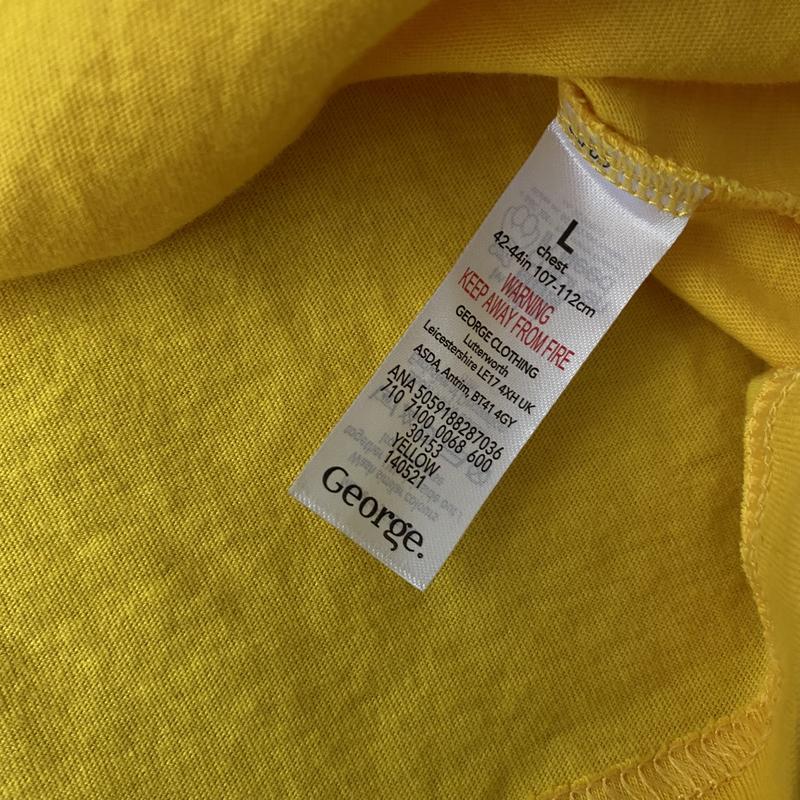 L
chest
42-44in 107-112cm
WARNING
KEEP AWAY FROM FIRE
GEORGE CLOTHING
Lutterworth
Leicestershire LE17 4XH UK
ASDA, Antrim, BT41 4GY
ANA 5059188287036
710 7100 0068 600
30153
YELLOW
140521
George.